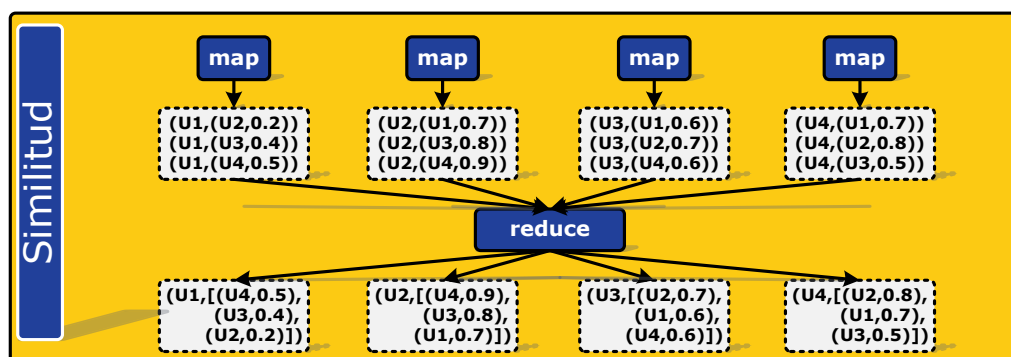 Similitud
map
map
map
map
(U1,(U2,0.2))
(U1,(U3,0.4))
(U1,(U4,0.5))
(U2,(U1,0.7))
(U2,(U3,0.8))
(U2,(U4,0.9))
(U3,(U1,0.6))
(U3,(U2,0.7))
(U3,(U4,0.6))
(U4,(U1,0.7))
(U4,(U2,0.8))
(U4,(U3,0.5))
reduce
(U1,[(U4,0.5),
(U3,0.4),
(U2,0.2)])
(U2,[(U4,0.9),
(U3,0.8),
(U1,0.7)])
(U3,[(U2,0.7),
(U1,0.6),
(U4,0.6)])
(U4,[(U2,0.8),
(U1,0.7),
(U3,0.5)])